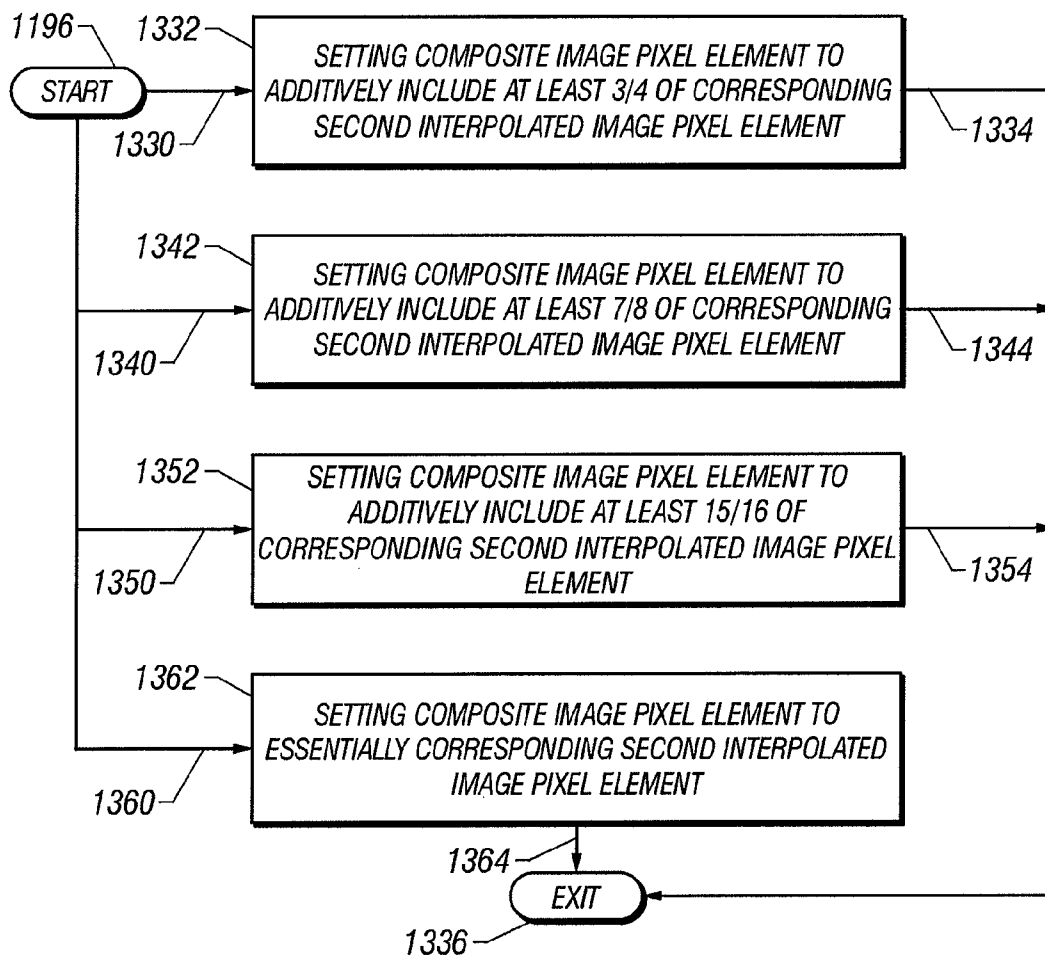 1196
START
1330
1332
SETTING COMPOSITE IMAGE PIXEL ELEMENT TO
ADDITIVELY INCLUDE AT LEAST 3/4 OF CORRESPONDING
SECOND INTERPOLATED IMAGE PIXEL ELEMENT
1334
1342
SETTING COMPOSITE IMAGE PIXEL ELEMENT TO
ADDITIVELY INCLUDE AT LEAST 7/8 OF CORRESPONDING
SECOND INTERPOLATED IMAGE PIXEL ELEMENT
1340
1344
1352
SETTING COMPOSITE IMAGE PIXEL ELEMENT TO
ADDITIVELY INCLUDE AT LEAST 15/16 OF
CORRESPONDING SECOND INTERPOLATED IMAGE PIXEL
ELEMENT
1350
1354
1362
SETTING COMPOSITE IMAGE PIXEL ELEMENT TO
ESSENTIALLY CORRESPONDING SECOND INTERPOLATED
IMAGE PIXEL ELEMENT
1360
1364
EXIT
1336